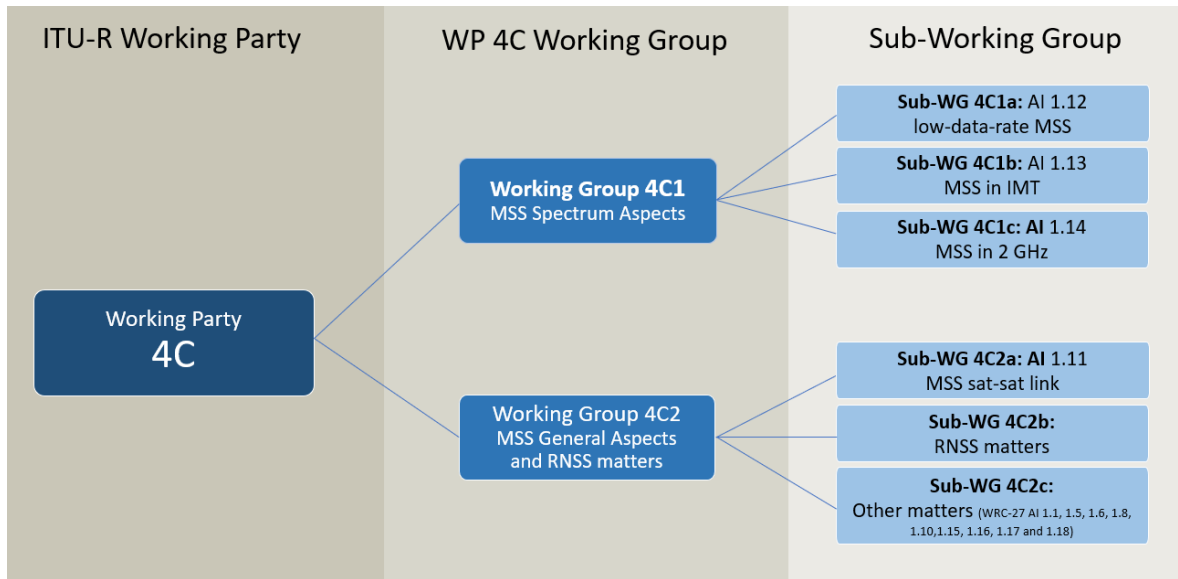 ITU-R Working Party
WP 4C Working Group
Sub-Working Group
Working Party
4C
Working Group 4C1
MSS Spectrum Aspects
Working Group 4C2
MSS General Aspects
and RNSS matters
Sub-WG 4C1a: AI 1.12
low-data-rate MSS
Sub-WG 4C1b: AI 1.13
MSS in IMT
Sub-WG 4C1c: AI 1.14
MSS in 2 GHz
Sub-WG 4C2a: AI 1.11
MSS sat-sat link
Sub-WG 4C2b:
RNSS matters
Sub-WG 4C2c:
Other matters (WRC-27 AI 1.1, 1.5, 1.6, 1.8,
1.10,1.15, 1.16, 1.17 and 1.18)